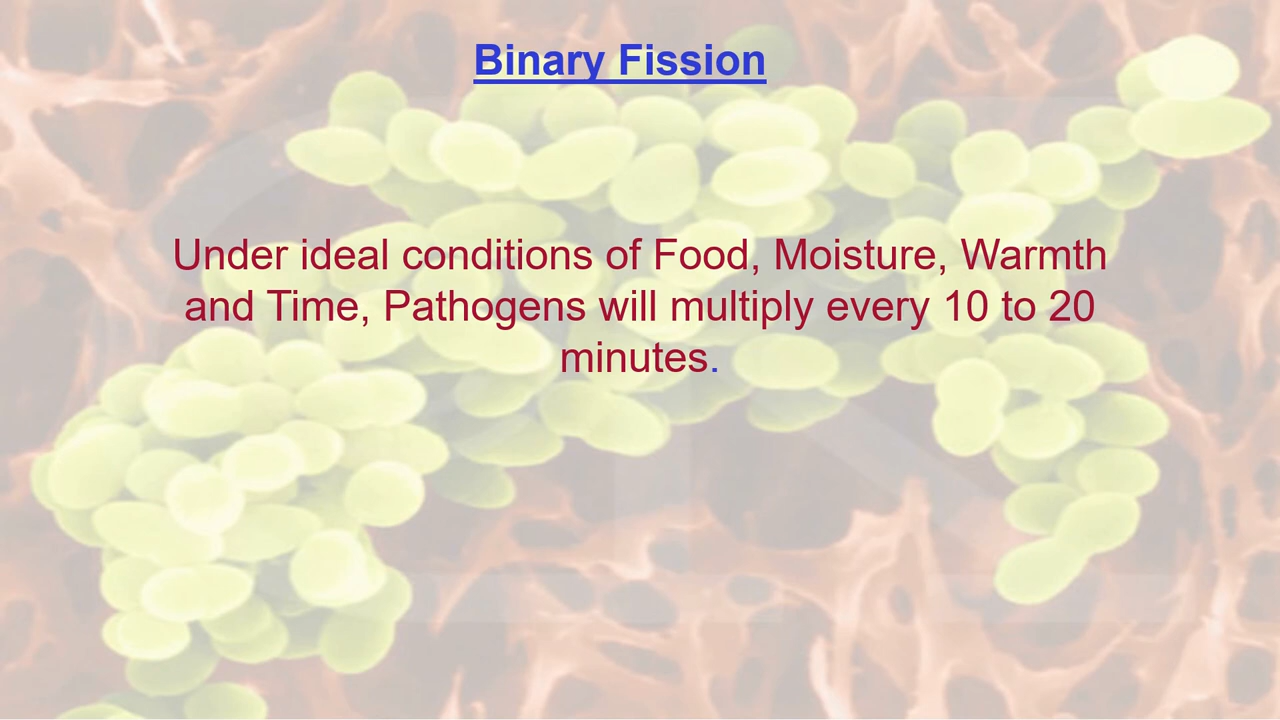 Binary Fission
Under ideal conditions of Food, Moisture, Warmth
and Time, Pathogens will multiply every 10 to 20
minutes.